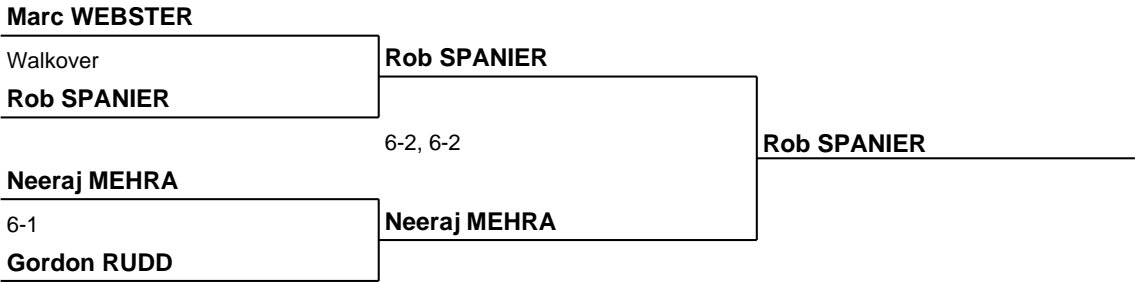 Marc WEBSTER
Walkover
Rob SPANIER
Rob SPANIER
6-2, 6-2
Rob SPANIER
Neeraj MEHRA
6-1
Neeraj MEHRA
Gordon RUDD